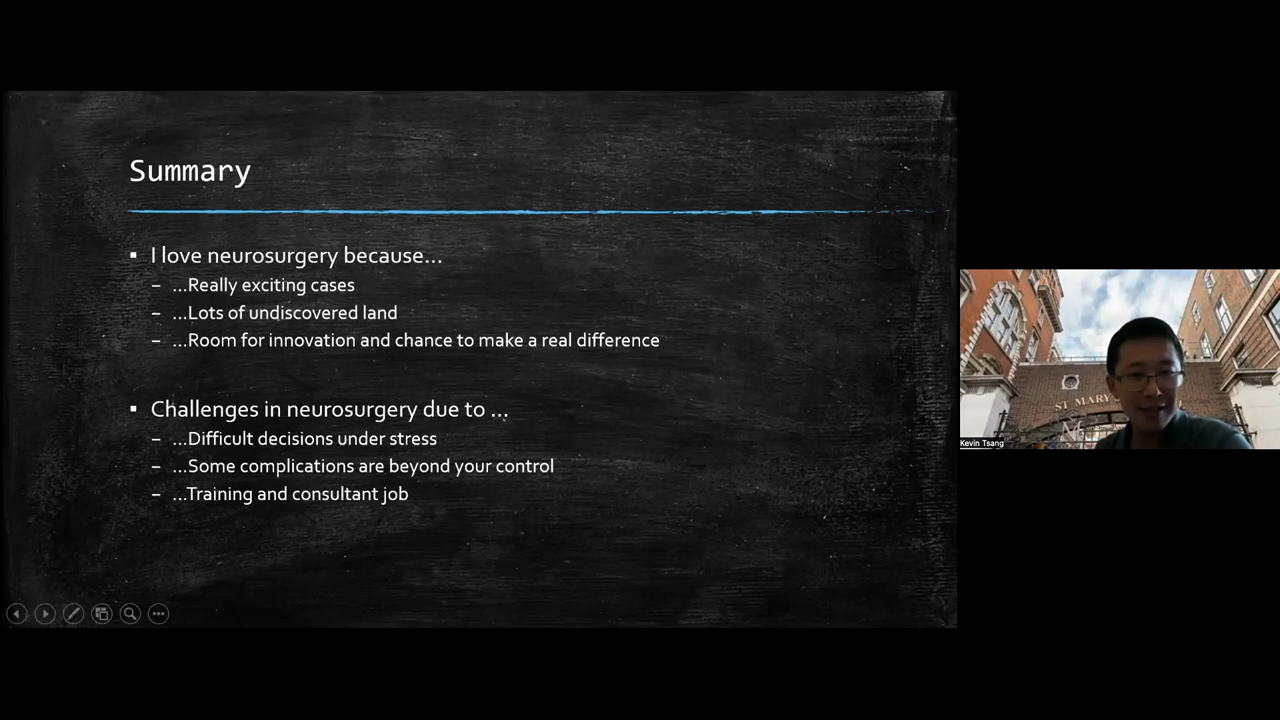 Summary
▪ I love neurosurgery because…
– …Really exciting cases
– …Lots of undiscovered land
– …Room for innovation and chance to make a real difference
▪ Challenges in neurosurgery due to …
– …Difficult decisions under stress
– …Some complications are beyond your control
– …Training and consultant job
ST MARY
Kevin Tsang